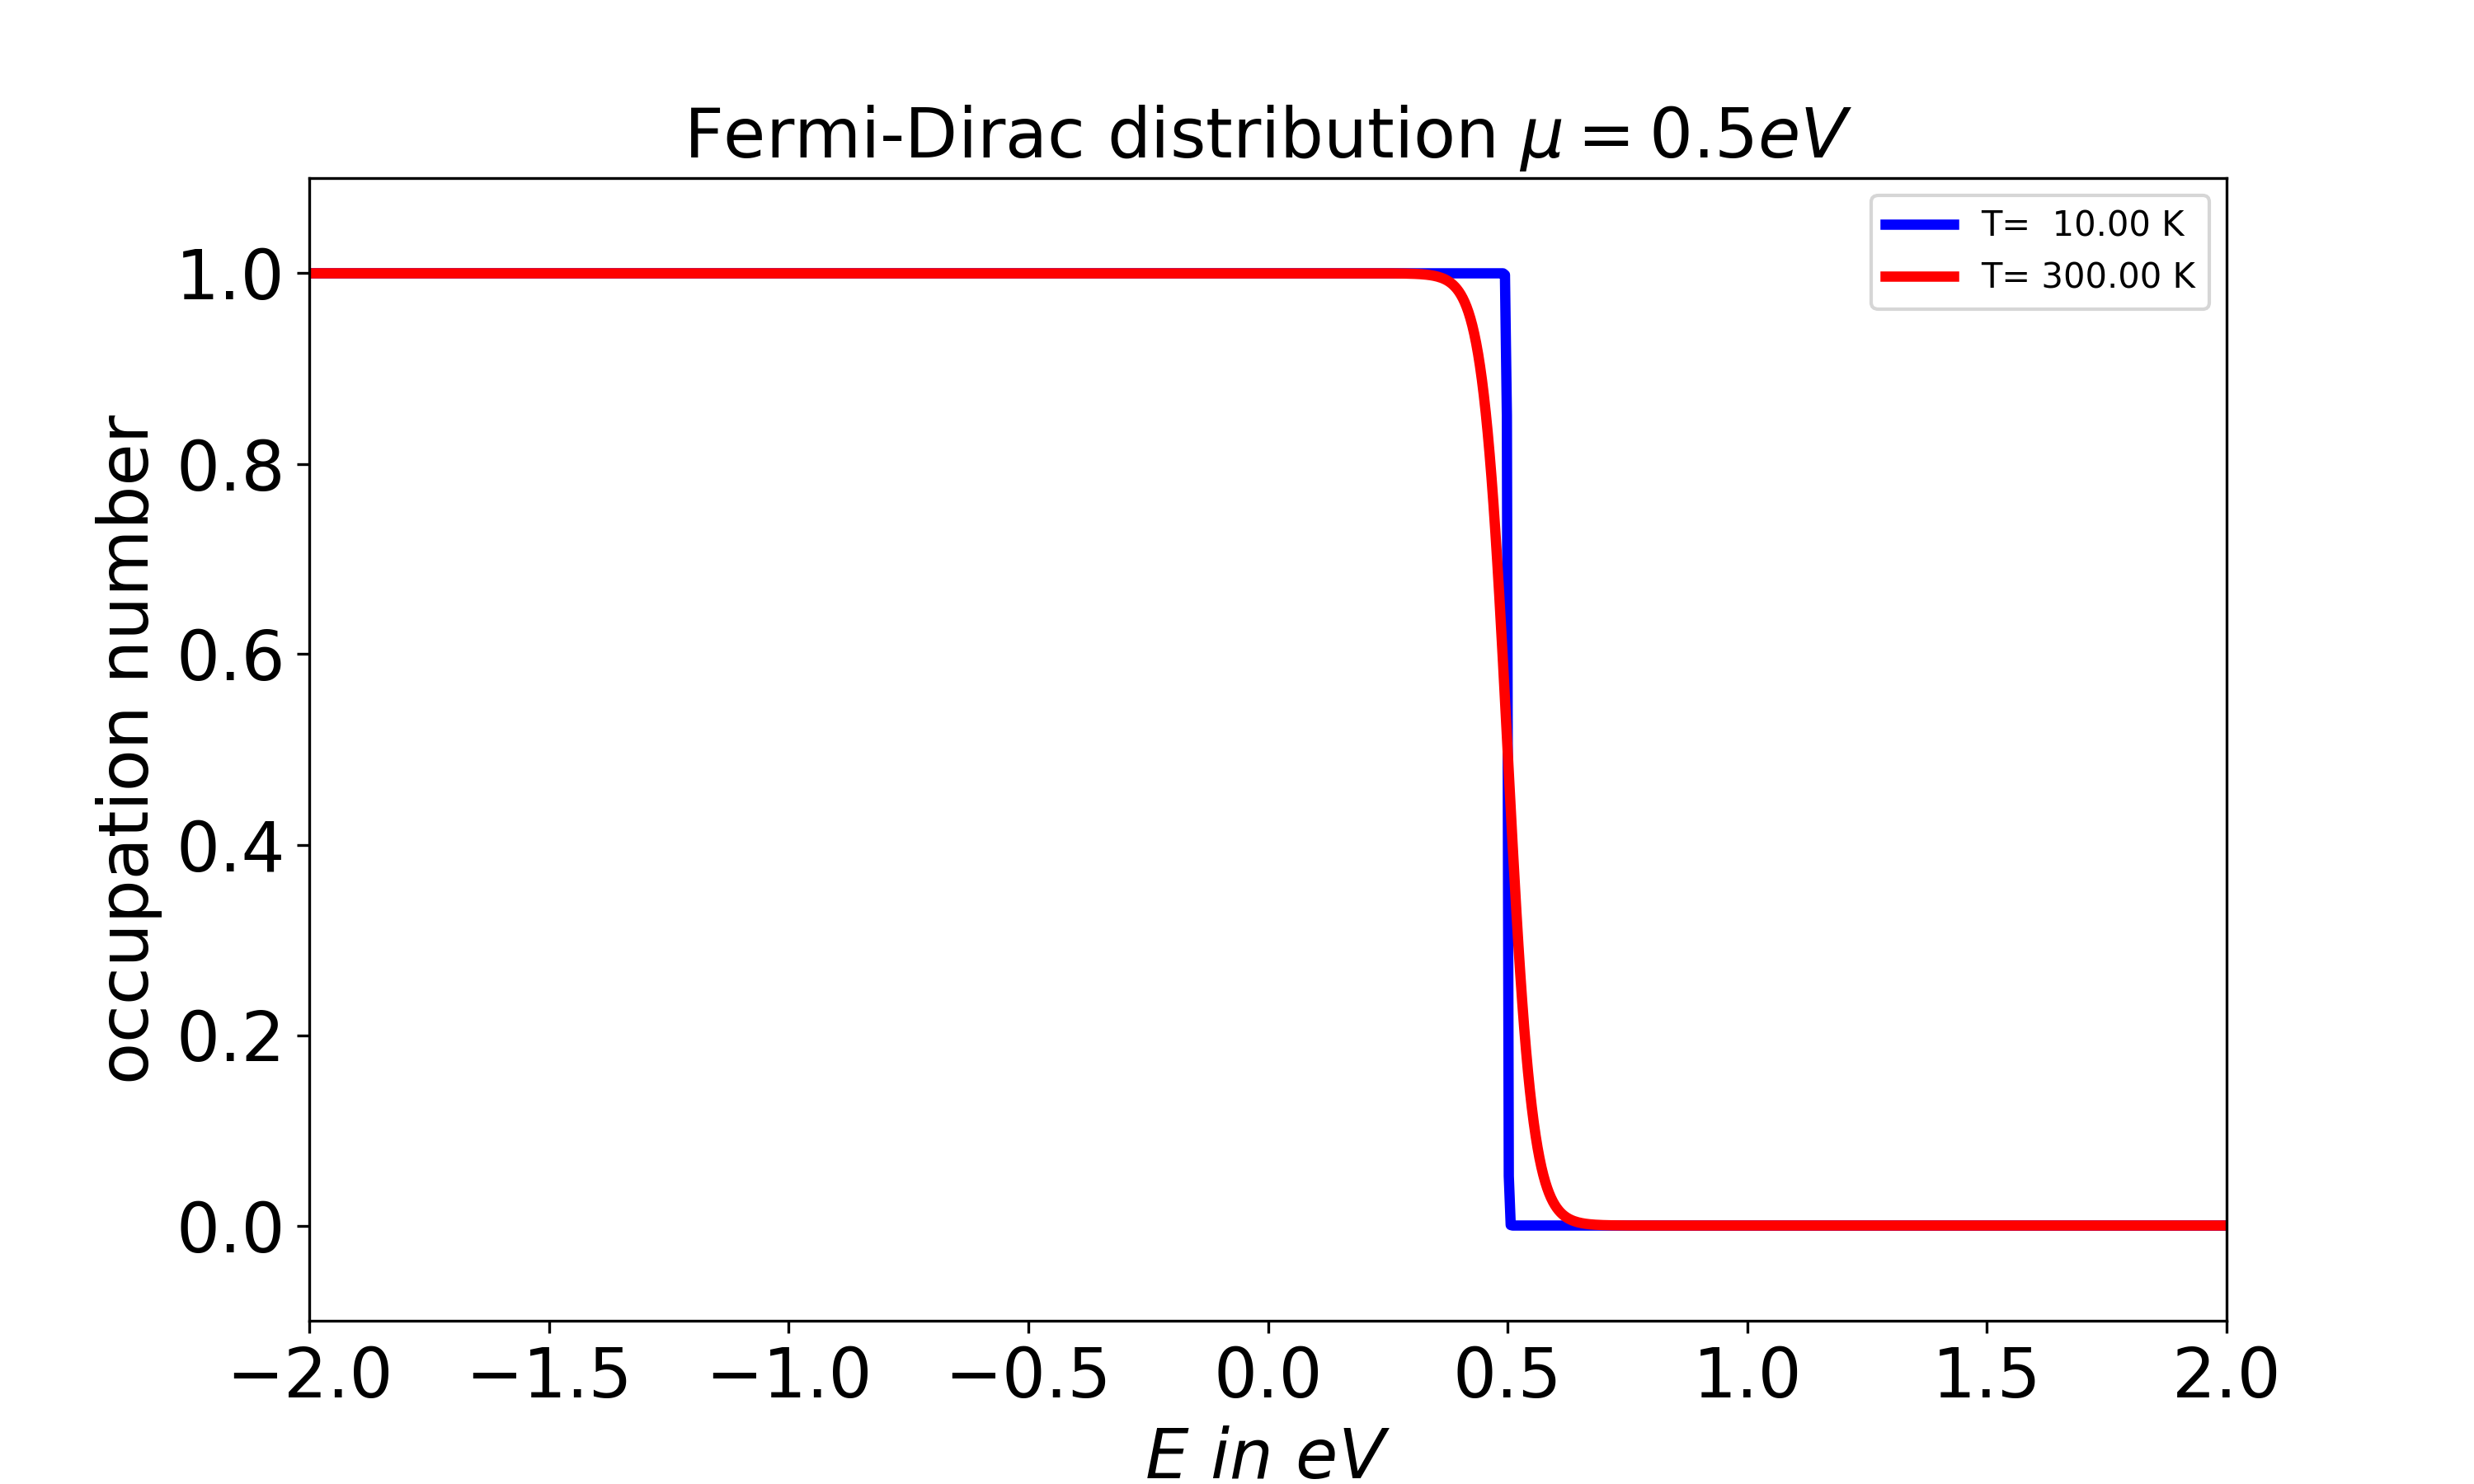 Fermi-Dirac distribution μ = 0.5eV
T= 10.00 K
T= 300.00 K
occupation number
1.0
0.8
0.6
0.4
0.2
0.0
−2.0 −1.5 −1.0 −0.5 0.0 0.5 1.0 1.5 2.0
E in eV